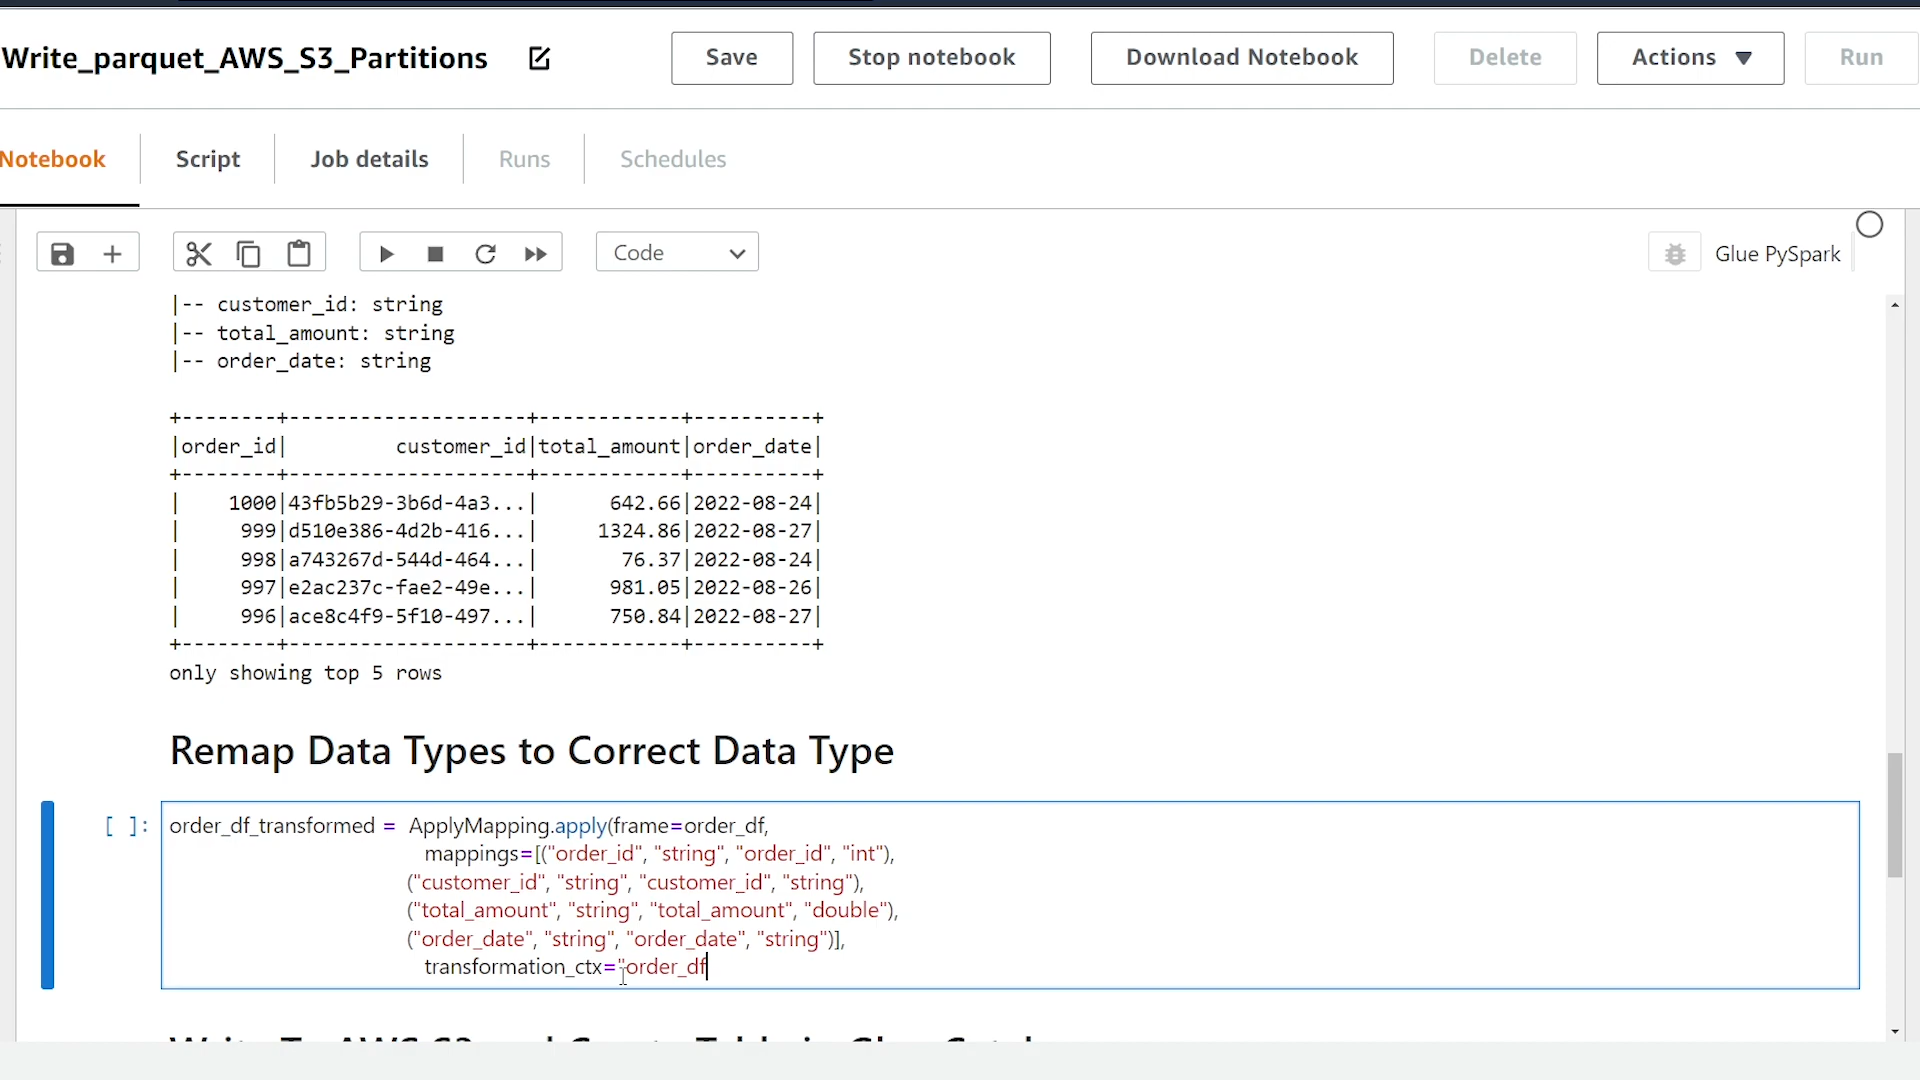 Write_parquet_AWS_S3_Partitions
Save
Stop notebook
Download Notebook
Delete
Actions
Run
Notebook
Script
Job details
Runs
Schedules
Code
Glue PySpark
|-- customer_id: string
|-- total_amount: string
|-- order_date: string
+--------+--------------------+------------+----------+
|order_id|         customer_id|total_amount|order_date|
+--------+--------------------+------------+----------+
|    1000|43fb5b29-3b6d-4a3...|      642.66|2022-08-24|
|     999|d510e386-4d2b-416...|     1324.86|2022-08-27|
|     998|a743267d-544d-464...|       76.37|2022-08-24|
|     997|e2ac237c-fae2-49e...|      981.05|2022-08-26|
|     996|ace8c4f9-5f10-497...|      750.84|2022-08-27|
+--------+--------------------+------------+----------+
only showing top 5 rows
Remap Data Types to Correct Data Type
[ ]:
order_df_transformed = ApplyMapping.apply(frame=order_df,
mappings=[("order_id", "string", "order_id", "int"),
("customer_id", "string", "customer_id", "string"),
("total_amount", "string", "total_amount", "double"),
("order_date", "string", "order_date", "string")],
transformation_ctx="order_df